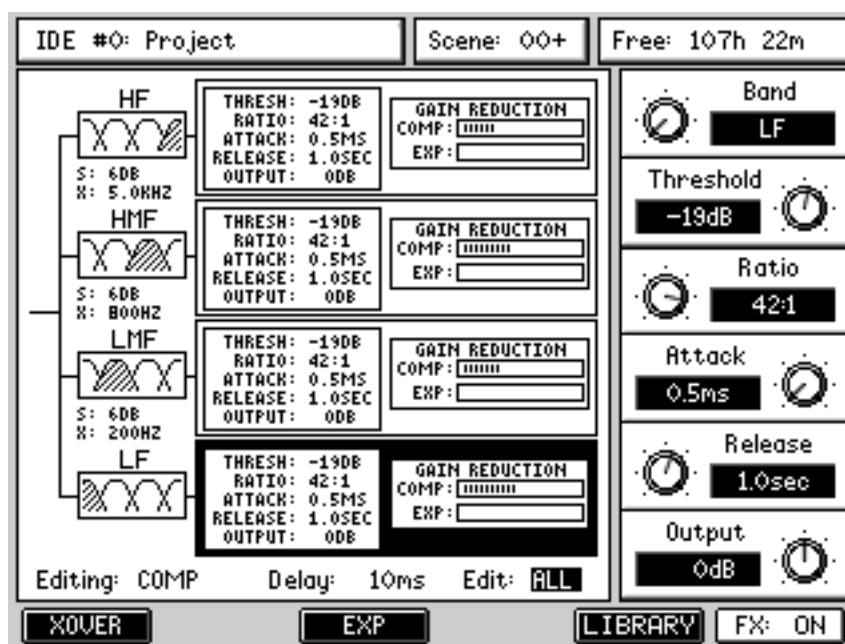 IDE #0: Project
Scene: 00+
Free: 107h 22m
HF
S: 6DB
X: 5.0KHZ
THRESH: -19DB
RATIO: 42:1
ATTACK: 0.5MS
RELEASE: 1.0SEC
OUTPUT: 0DB
GAIN REDUCTION
COMP:
EXP:
HMF
S: 6DB
X: 800HZ
THRESH: -19DB
RATIO: 42:1
ATTACK: 0.5MS
RELEASE: 1.0SEC
OUTPUT: 0DB
GAIN REDUCTION
COMP:
EXP:
LMF
S: 6DB
X: 200HZ
THRESH: -19DB
RATIO: 42:1
ATTACK: 0.5MS
RELEASE: 1.0SEC
OUTPUT: 0DB
GAIN REDUCTION
COMP:
EXP:
LF
THRESH: -19DB
RATIO: 42:1
ATTACK: 0.5MS
RELEASE: 1.0SEC
OUTPUT: 0DB
GAIN REDUCTION
COMP:
EXP:
Editing: COMP
Delay: 10ms
Edit: ALL
Band
LF
Threshold
-19dB
Ratio
42:1
Attack
0.5ms
Release
1.0sec
Output
0dB
XOVER
EXP
LIBRARY
FX: ON